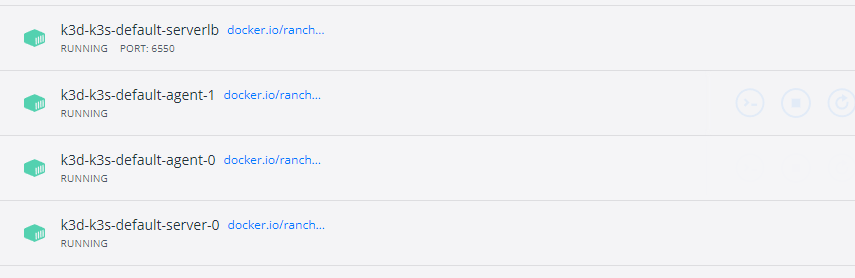 k3d-k3s-default-serverlb docker.io/ranch...
RUNNING PORT: 6550
k3d-k3s-default-agent-1 docker.io/ranch...
RUNNING
k3d-k3s-default-agent-0 docker.io/ranch...
RUNNING
k3d-k3s-default-server-0 docker.io/ranch...
RUNNING